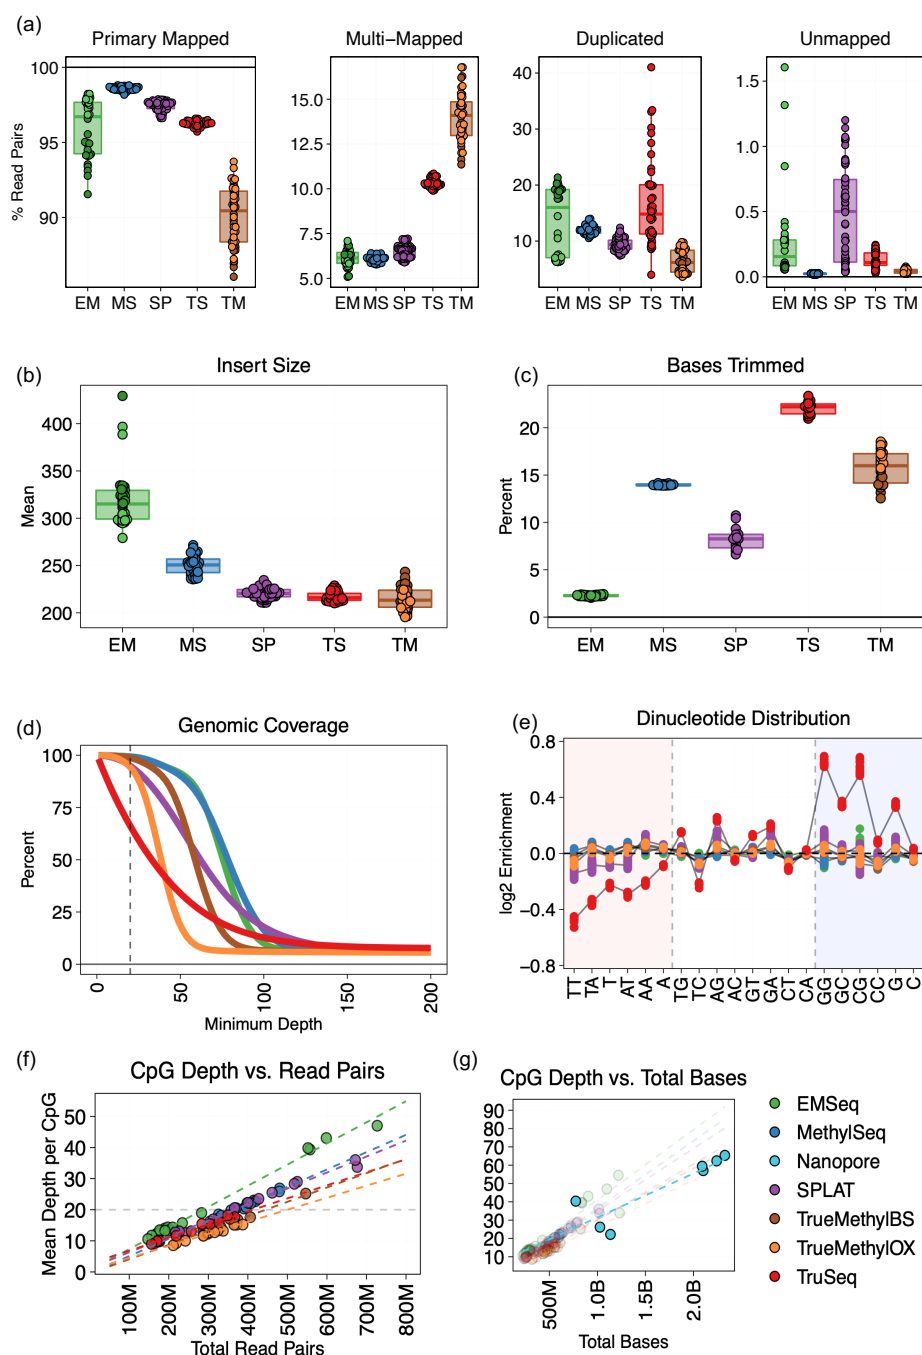 (a)
Primary Mapped
Multi−Mapped
Duplicated
Unmapped
% Read Pairs
100
95
90
EM MS SP TS TM
15.0
12.5
10.0
7.5
5.0
EM MS SP TS TM
40
30
20
10
EM MS SP TS TM
1.5
1.0
0.5
0.0
EM MS SP TS TM
(b)
Insert Size
Mean
400
350
300
250
200
EM MS SP TS TM
(c)
Bases Trimmed
Percent
20
15
10
5
0
EM MS SP TS TM
(d)
Genomic Coverage
Percent
100
75
50
25
0
0 50 100 150 200
Minimum Depth
(e)
Dinucleotide Distribution
log2 Enrichment
0.8
0.4
0.0
−0.4
−0.8
TT TA T AT AA A TG TC AG AC GT GA CT CA GG GC CG CC G C
(f)
CpG Depth vs. Read Pairs
Mean Depth per CpG
50
40
30
20
10
0
100M 200M 300M 400M 500M 600M 700M 800M
Total Read Pairs
(g)
CpG Depth vs. Total Bases
90
80
70
60
50
40
30
20
10
500M 1.0B 1.5B 2.0B
Total Bases
EMSeq
MethylSeq
Nanopore
SPLAT
TrueMethylBS
TrueMethylOX
TruSeq